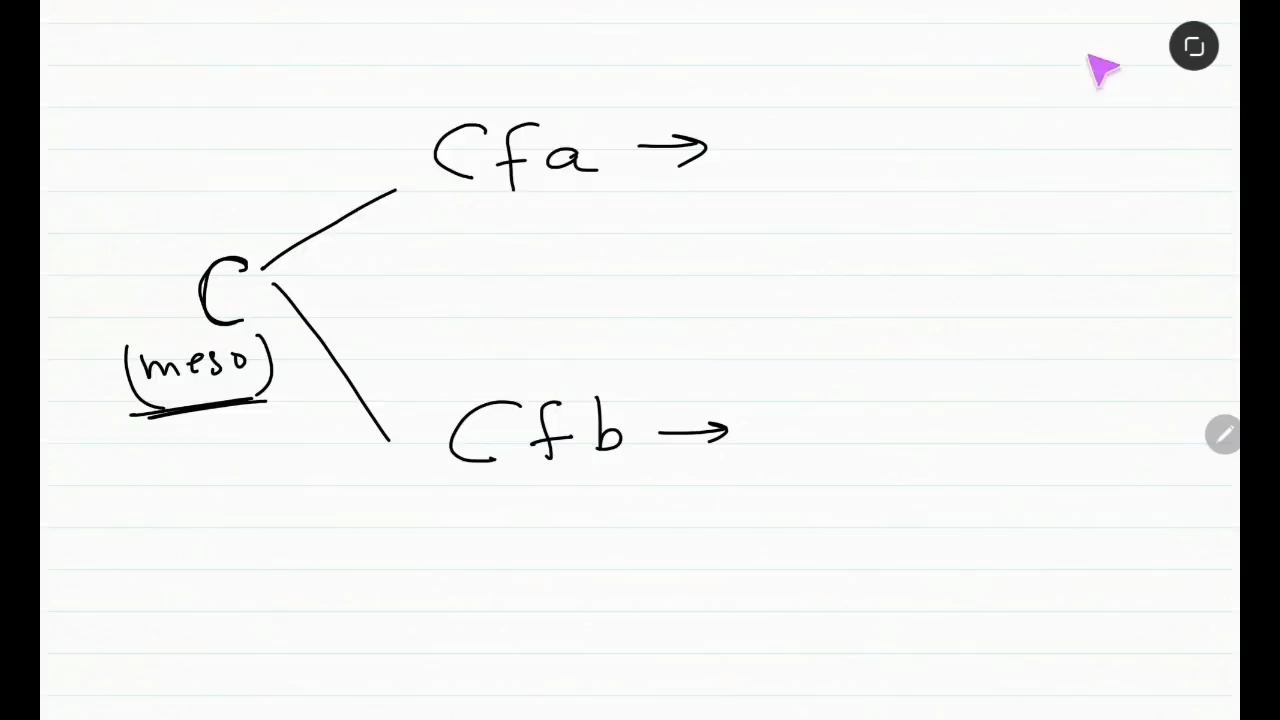 Cfa →
C
(meso)
Cfb →